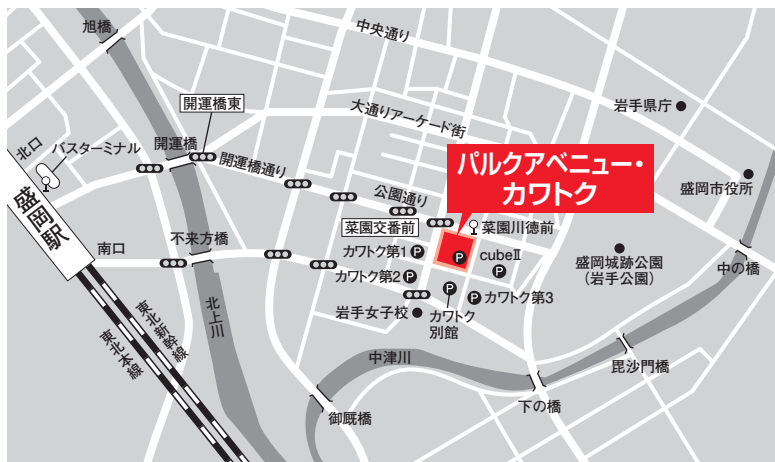 旭橋
中央通り
開運橋東
大通りアーケード街
岩手県庁
北口
バスターミナル
開運橋
開運橋通り
公園通り
パルクアベニュー・
カワトク
盛岡市役所
盛岡駅
菜園交番前
菜園川徳前
南口
不来方橋
カワトク第1
P
P
cubeⅡ
P
盛岡城跡公園
(岩手公園)
中の橋
カワトク第2
P
P
P
カワトク第3
カワトク
別館
岩手女子校
北上川
東北新幹線
東北本線
中津川
毘沙門橋
御厩橋
下の橋